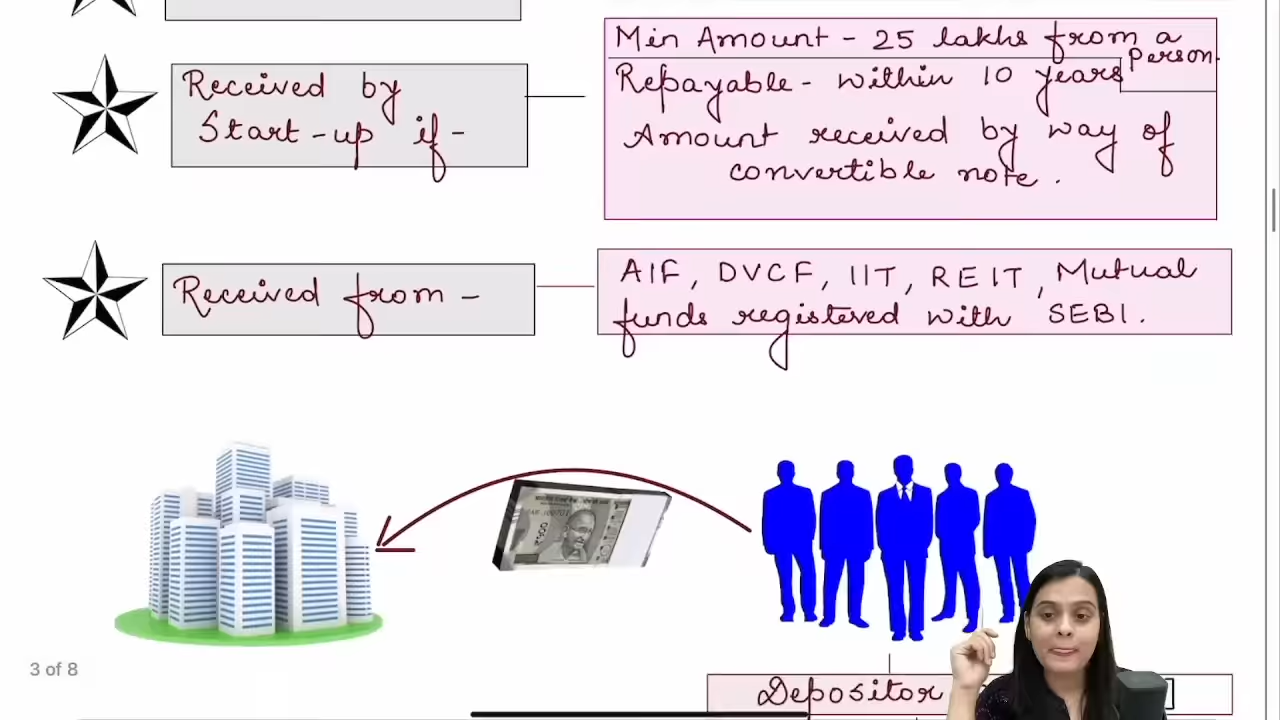 Min Amount - 25 lakhs from a
Person.
Received by
Start-up if -
Repayable - within 10 years
Amount received by way of
convertible note.
Received from -
AIF, DVCF, IIT, REIT, Mutual
funds registered with SEBI.
3 of 8
Depositor